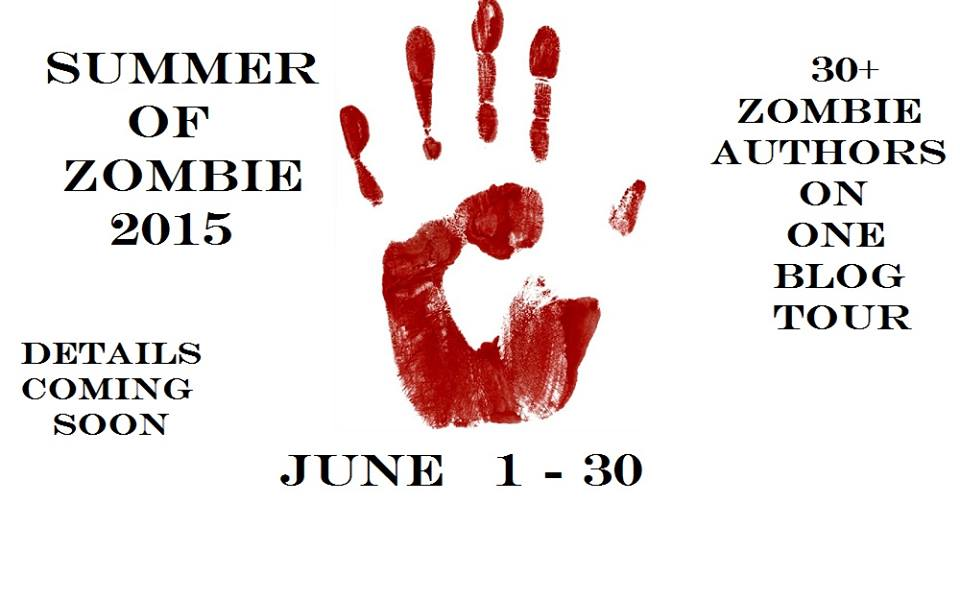 SUMMER
OF
ZOMBIE
2015
30+
ZOMBIE
AUTHORS
ON
ONE
BLOG
TOUR
DETAILS
COMING
SOON
JUNE 1 - 30